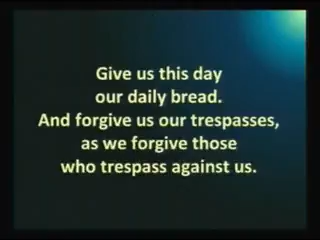 Give us this day
our daily bread.
And forgive us our trespasses,
as we forgive those
who trespass against us.